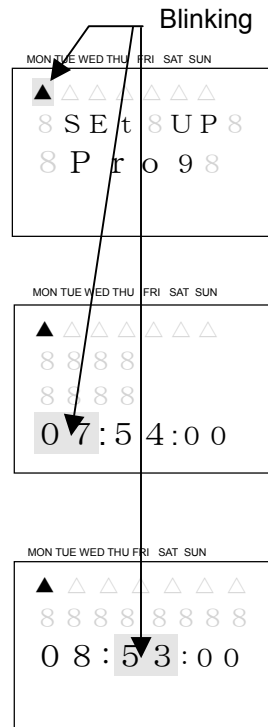 Blinking
MON TUE WED THU FRI SAT SUN
8 SEt 8 UP 8
8 Pro9 8
MON TUE WED THU FRI SAT SUN
8 8 8 8
8 8 8 8
07:54:00
MON TUE WED THU FRI SAT SUN
8 8 8 8 8 8 8 8
08:53:00